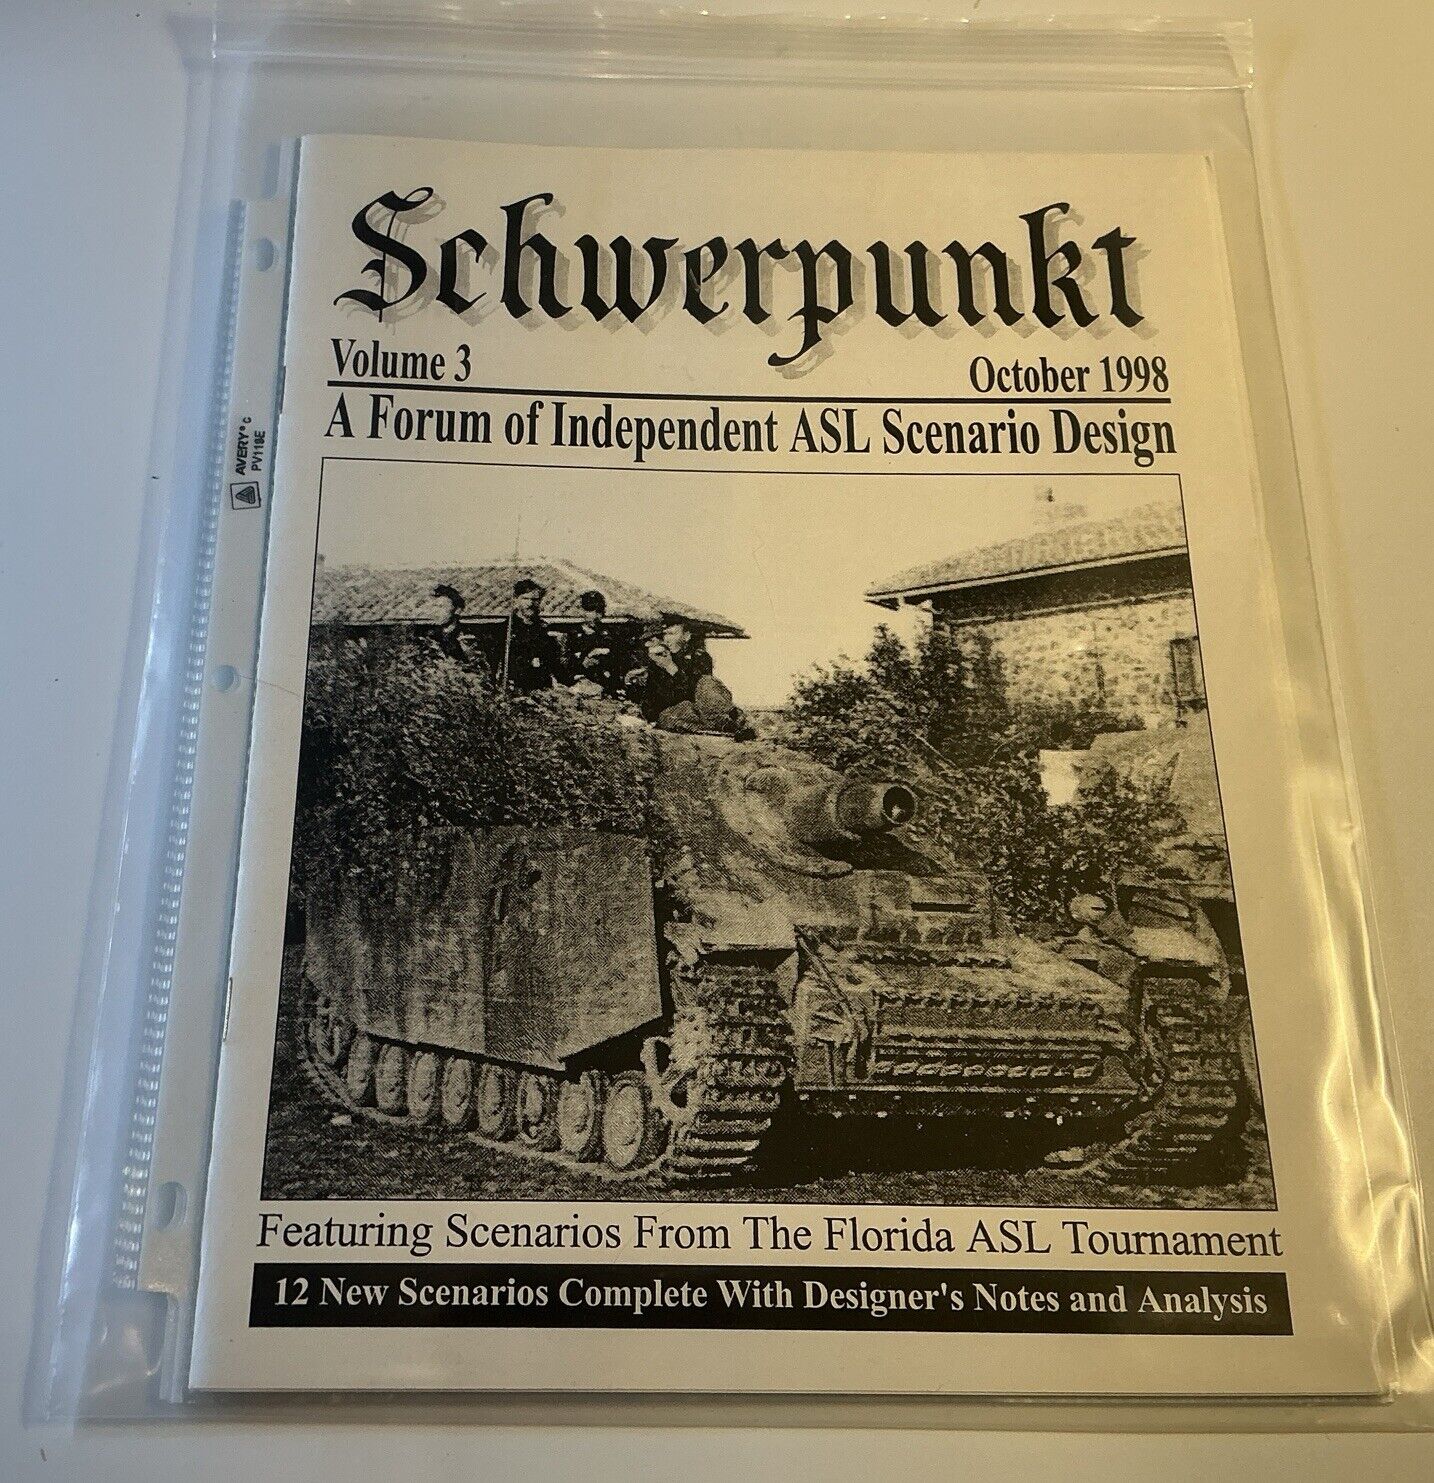 Schwerpunkt
Volume 3
October 1998
A Forum of Independent ASL Scenario Design
AVERY® C
PV119E
Featuring Scenarios From The Florida ASL Tournament
12 New Scenarios Complete With Designer's Notes and Analysis